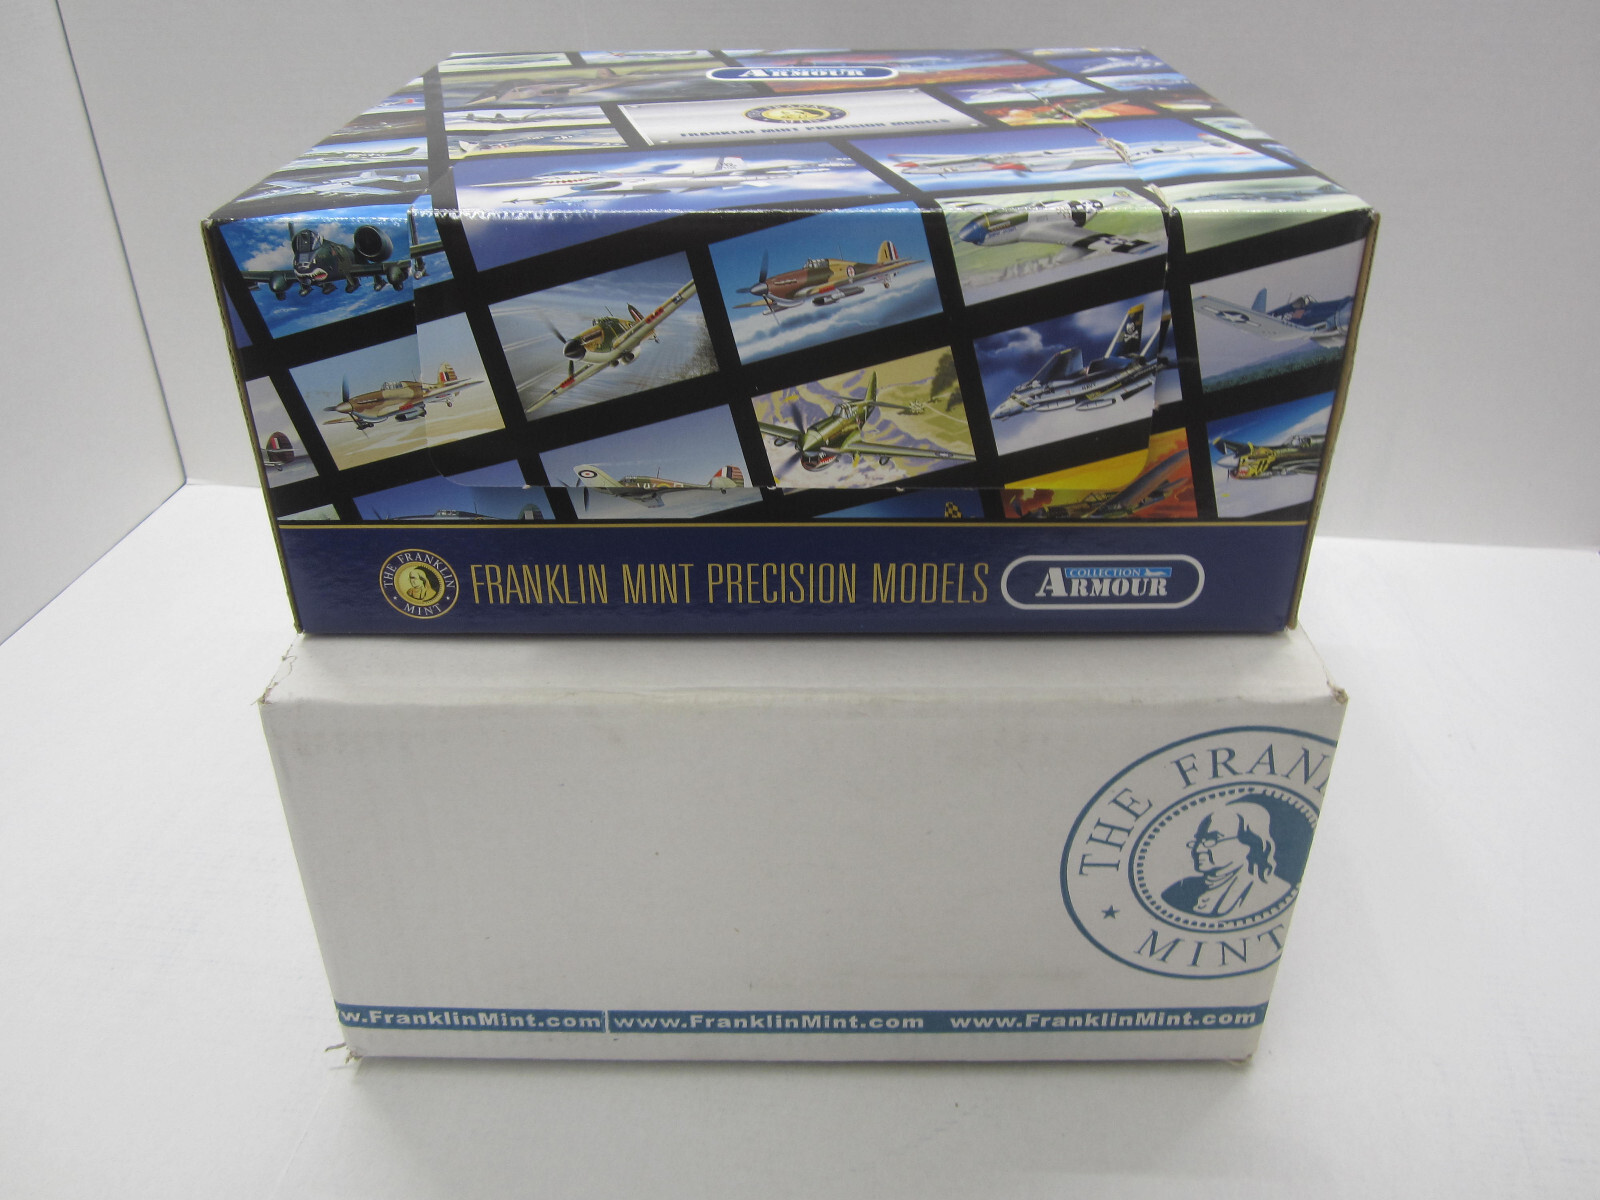 COLLECTION
ARMOUR
FRANKLIN MINT PRECISION MODELS
THE FRANKLIN
MINT
FRANKLIN MINT PRECISION MODELS
COLLECTION
ARMOUR
THE FRAN
MINT
w.FranklinMint.com www.FranklinMint.com www.FranklinMint.com